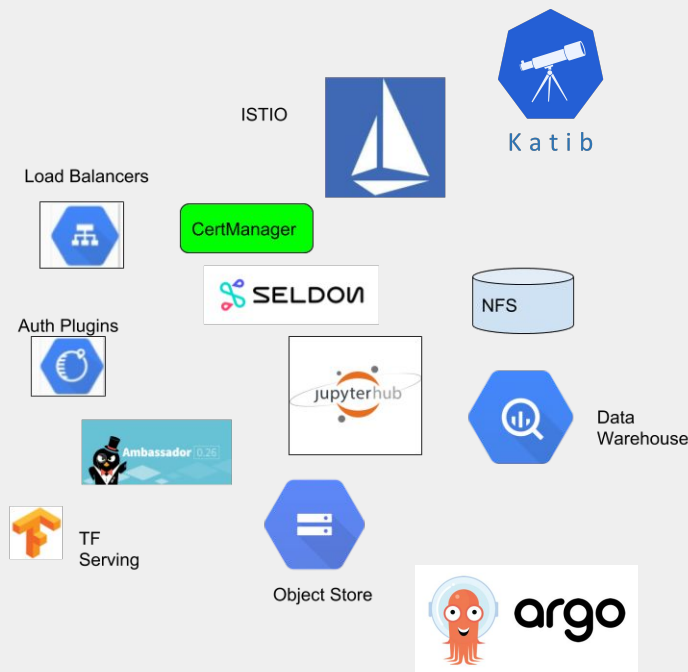 Katib
ISTIO
Load Balancers
CertManager
SELDON
NFS
Auth Plugins
jupyterhub
Data
Warehouse
Ambassador 0.26
TF
Serving
Object Store
argo